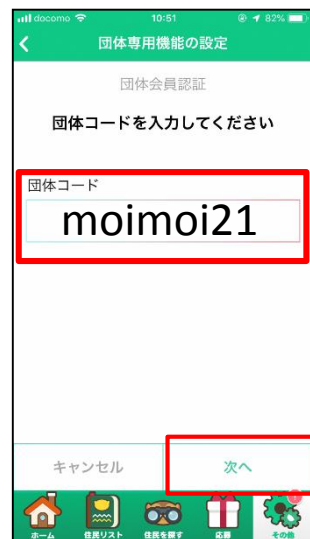 docomo 10:51 82%
団体専用機能の設定
団体会員認証
団体コードを入力してください
団体コード
moimoi21
キャンセル 次へ
ホーム 住民リスト 住民を探す 応募 その他